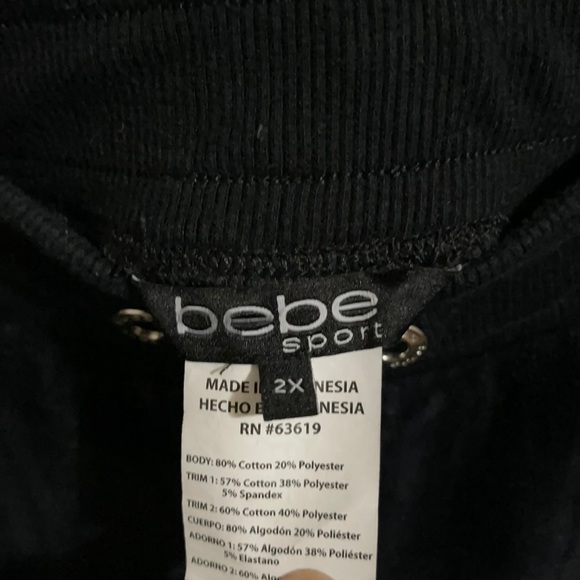 bebe
sport
2X
MADE I NESIA
HECHO E NESIA
RN #63619
BODY: 80% Cotton 20% Polyester
TRIM 1: 57% Cotton 38% Polyester
5% Spandex
TRIM 2: 60% Cotton 40% Polyester
CUERPO: 80% Algodón 20% Poliéster
ADORNO 1: 57% Algodón 38% Poliéster
5% Elastano
ADORNO 2: 60%